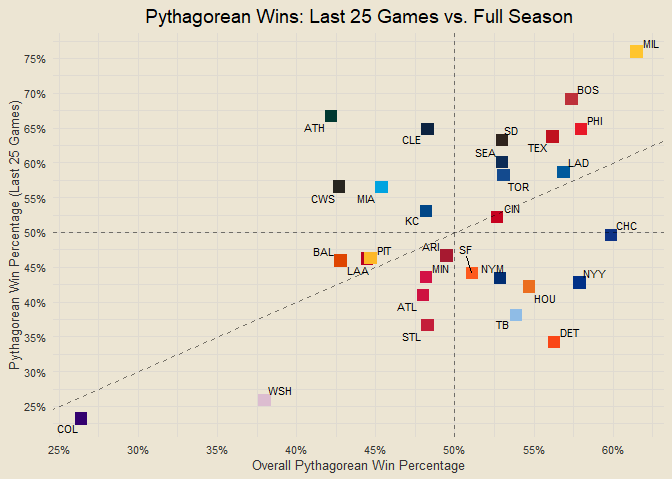 Pythagorean Wins: Last 25 Games vs. Full Season
Pythagorean Win Percentage (Last 25 Games)
75%
70%
65%
60%
55%
50%
45%
40%
35%
30%
25%
MIL
BOS
PHI
ATH
CLE
SD
TEX
SEA
LAD
TOR
CWS
MIA
KC
CIN
CHC
BAL
PIT
ARI
SF
LAA
MIN
NYM
NYY
ATL
HOU
TB
STL
DET
WSH
COL
25%
30%
35%
40%
45%
50%
55%
60%
Overall Pythagorean Win Percentage